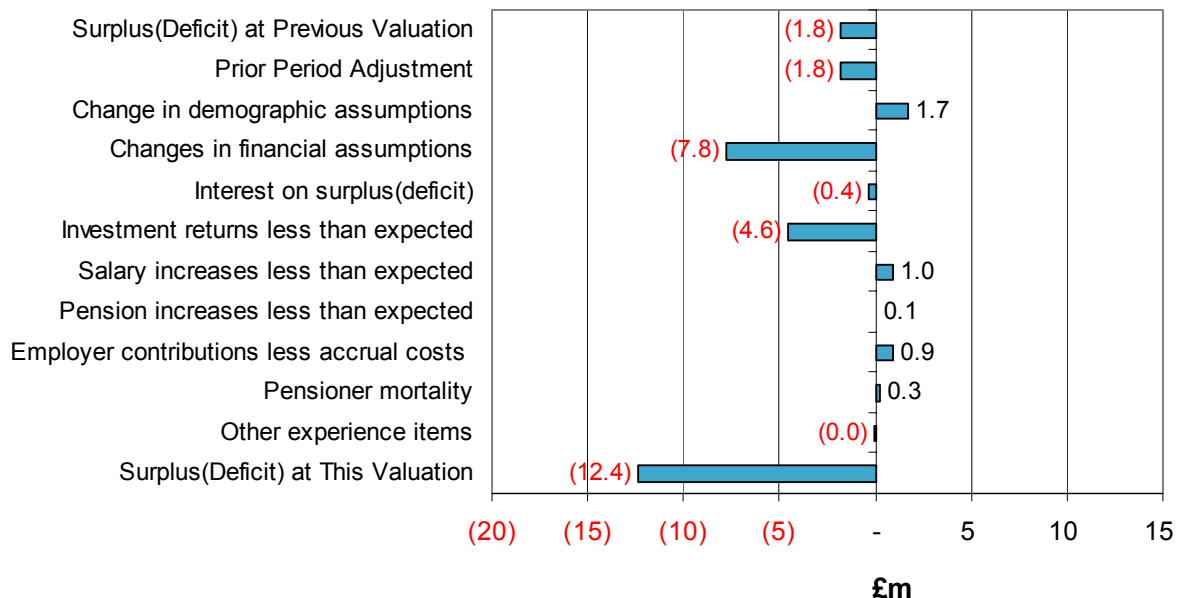 Surplus(Deficit) at Previous Valuation (1.8)
Prior Period Adjustment (1.8)
Change in demographic assumptions 1.7
Changes in financial assumptions (7.8)
Interest on surplus(deficit) (0.4)
Investment returns less than expected (4.6)
Salary increases less than expected 1.0
Pension increases less than expected 0.1
Employer contributions less accrual costs 0.9
Pensioner mortality 0.3
Other experience items (0.0)
Surplus(Deficit) at This Valuation (12.4)
(20) (15) (10) (5) - 5 10 15
£m